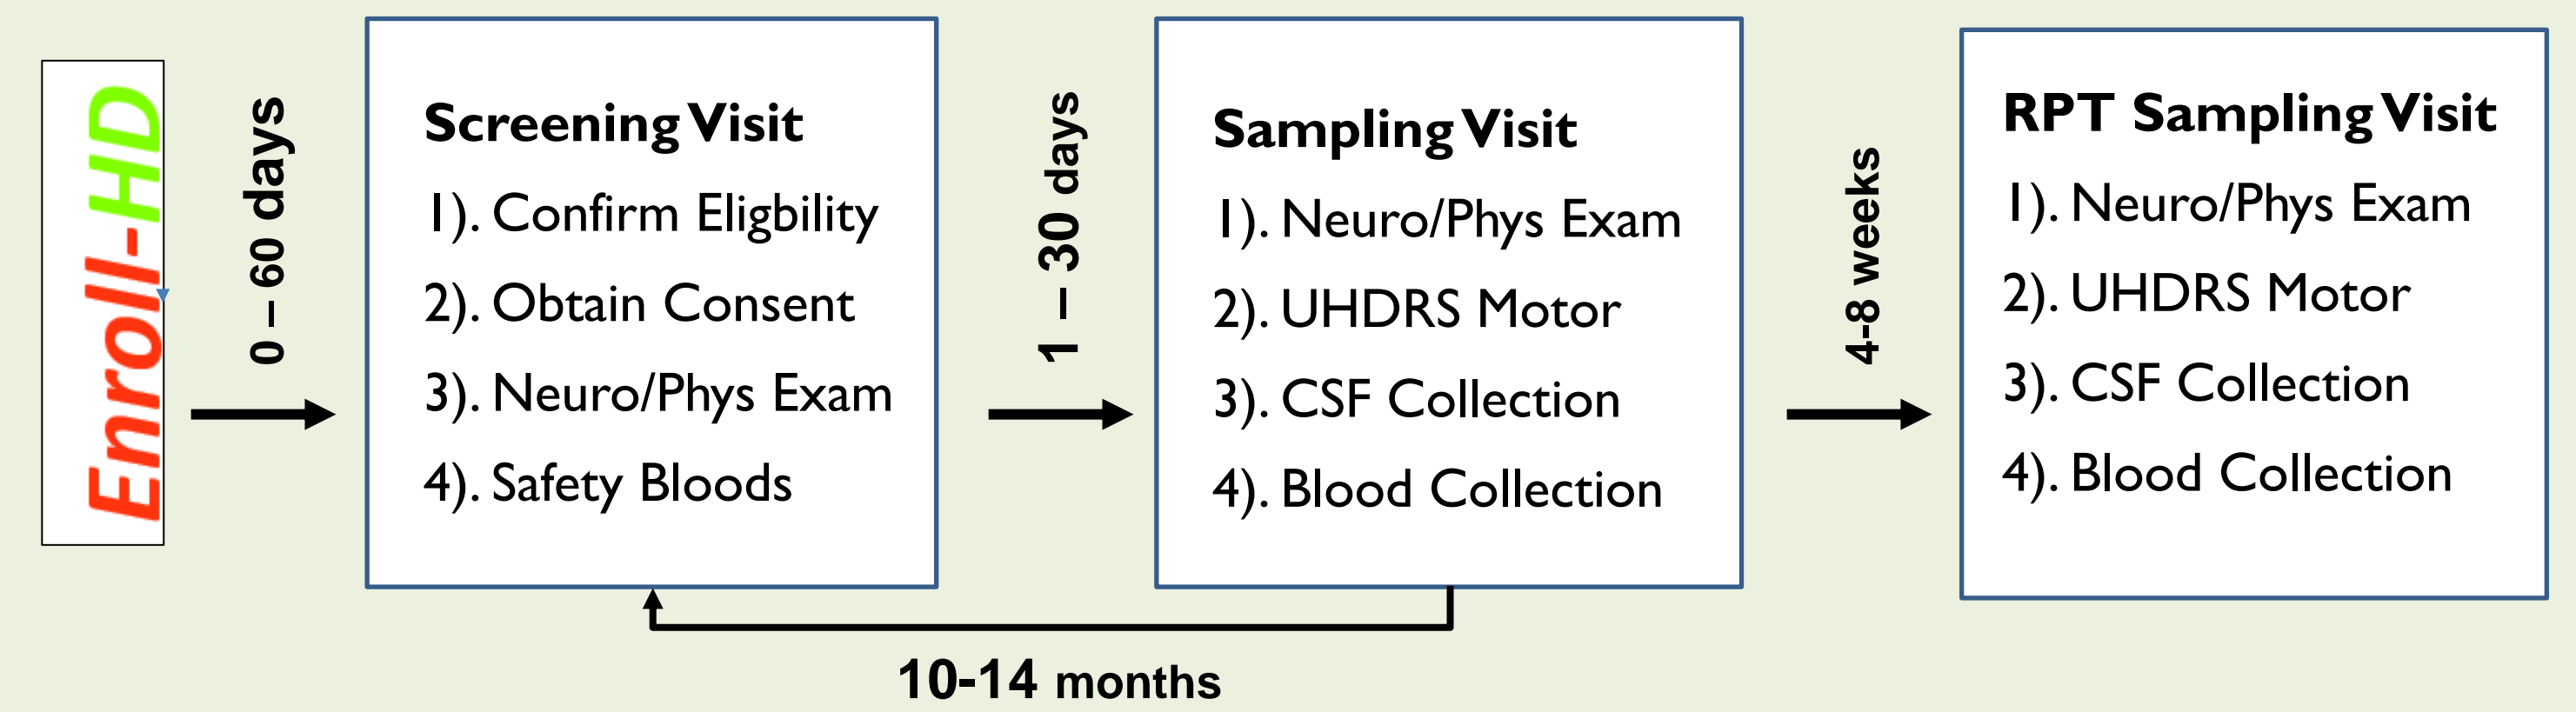 Enroll-HD
0 – 60 days
Screening Visit
1). Confirm Eligbility
2). Obtain Consent
3). Neuro/Phys Exam
4). Safety Bloods
1 – 30 days
Sampling Visit
1). Neuro/Phys Exam
2). UHDRS Motor
3). CSF Collection
4). Blood Collection
4-8 weeks
RPT Sampling Visit
1). Neuro/Phys Exam
2). UHDRS Motor
3). CSF Collection
4). Blood Collection
10-14 months